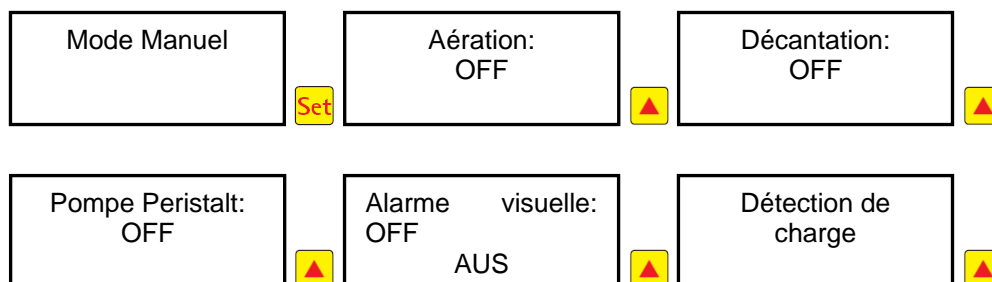 Mode Manuel
Set
Aération:
OFF
Décantation:
OFF
Pompe Peristalt:
OFF
Alarme visuelle:
OFF
AUS
Détection de
charge